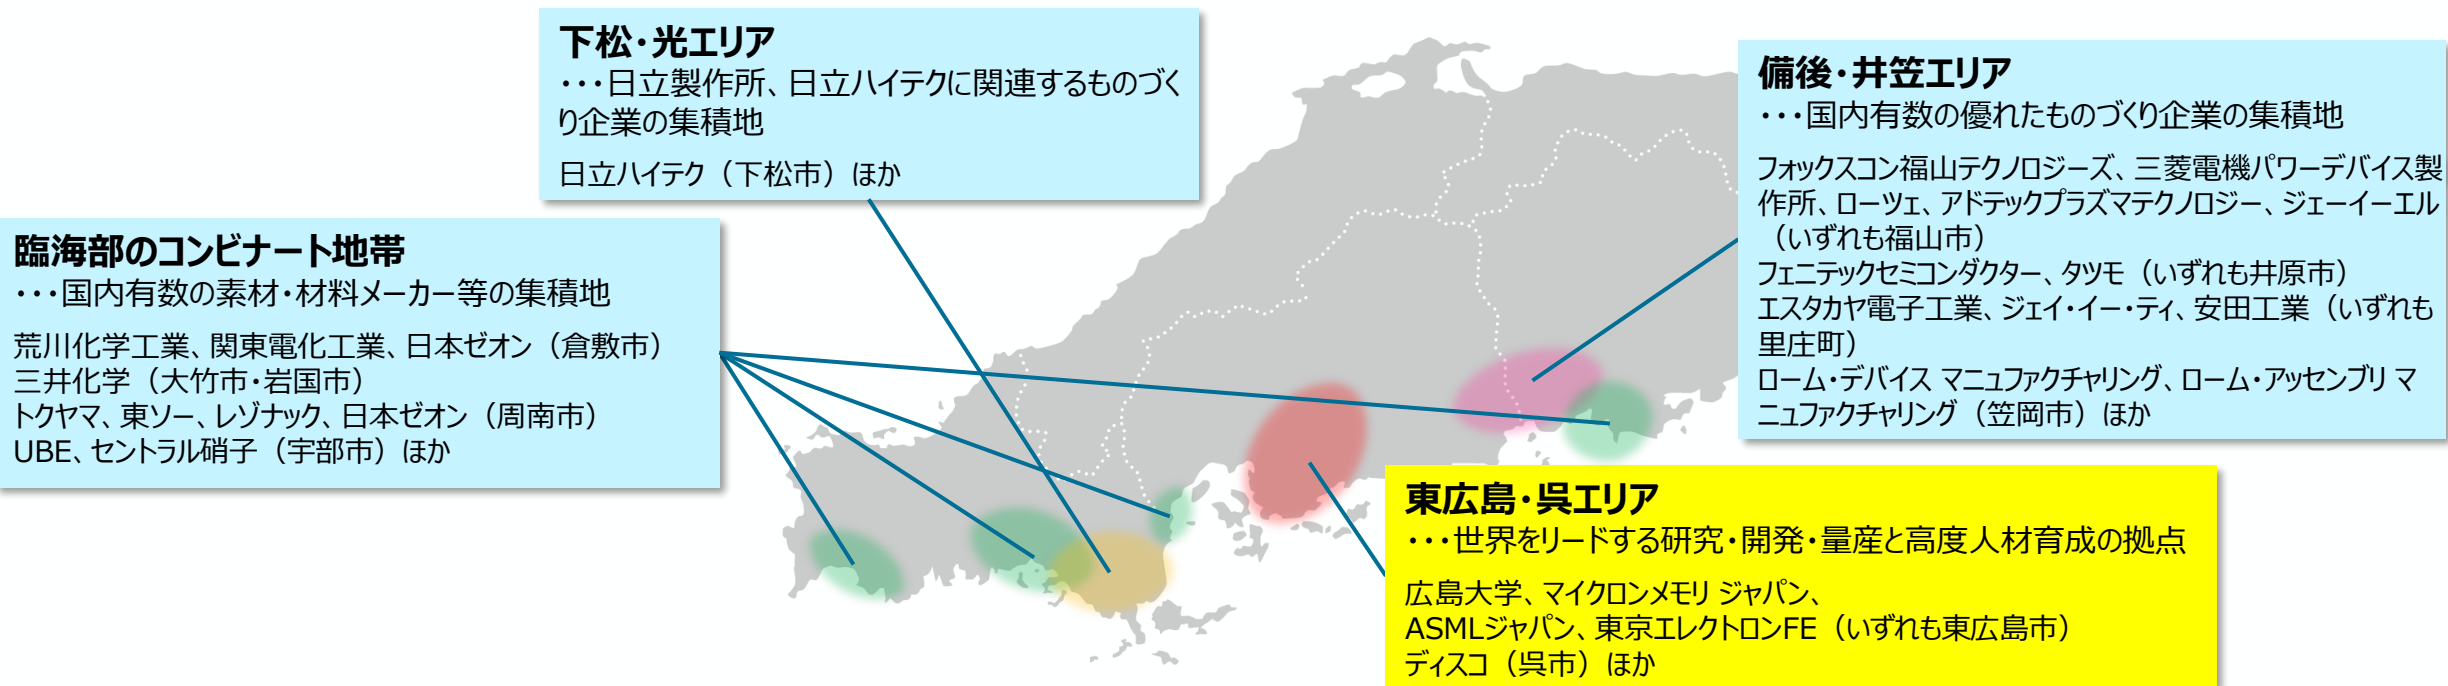 下松・光エリア
・・・日立製作所、日立ハイテクに関連するものづく
り企業の集積地
日立ハイテク（下松市）ほか
臨海部のコンビナート地帯
・・・国内有数の素材・材料メーカー等の集積地
荒川化学工業、関東電化工業、日本ゼオン（倉敷市）
三井化学（大竹市・岩国市）
トクヤマ、東ソー、レゾナック、日本ゼオン（周南市）
UBE、セントラル硝子（宇部市）ほか
備後・井笠エリア
・・・国内有数の優れたものづくり企業の集積地
フォックスコン福山テクノロジーズ、三菱電機パワーデバイス製
作所、ローツェ、アドテックプラズマテクノロジー、ジェーイーエル
（いずれも福山市）
フェニテックセミコンダクター、タツモ（いずれも井原市）
エスタカヤ電子工業、ジェイ・イー・ティ、安田工業（いずれも
里庄町）
ローム・デバイス マニュファクチャリング、ローム・アッセンブリ マ
ニュファクチャリング（笠岡市）ほか
東広島・呉エリア
・・・世界をリードする研究・開発・量産と高度人材育成の拠点
広島大学、マイクロンメモリ ジャパン、
ASMLジャパン、東京エレクトロンFE（いずれも東広島市）
ディスコ（呉市）ほか